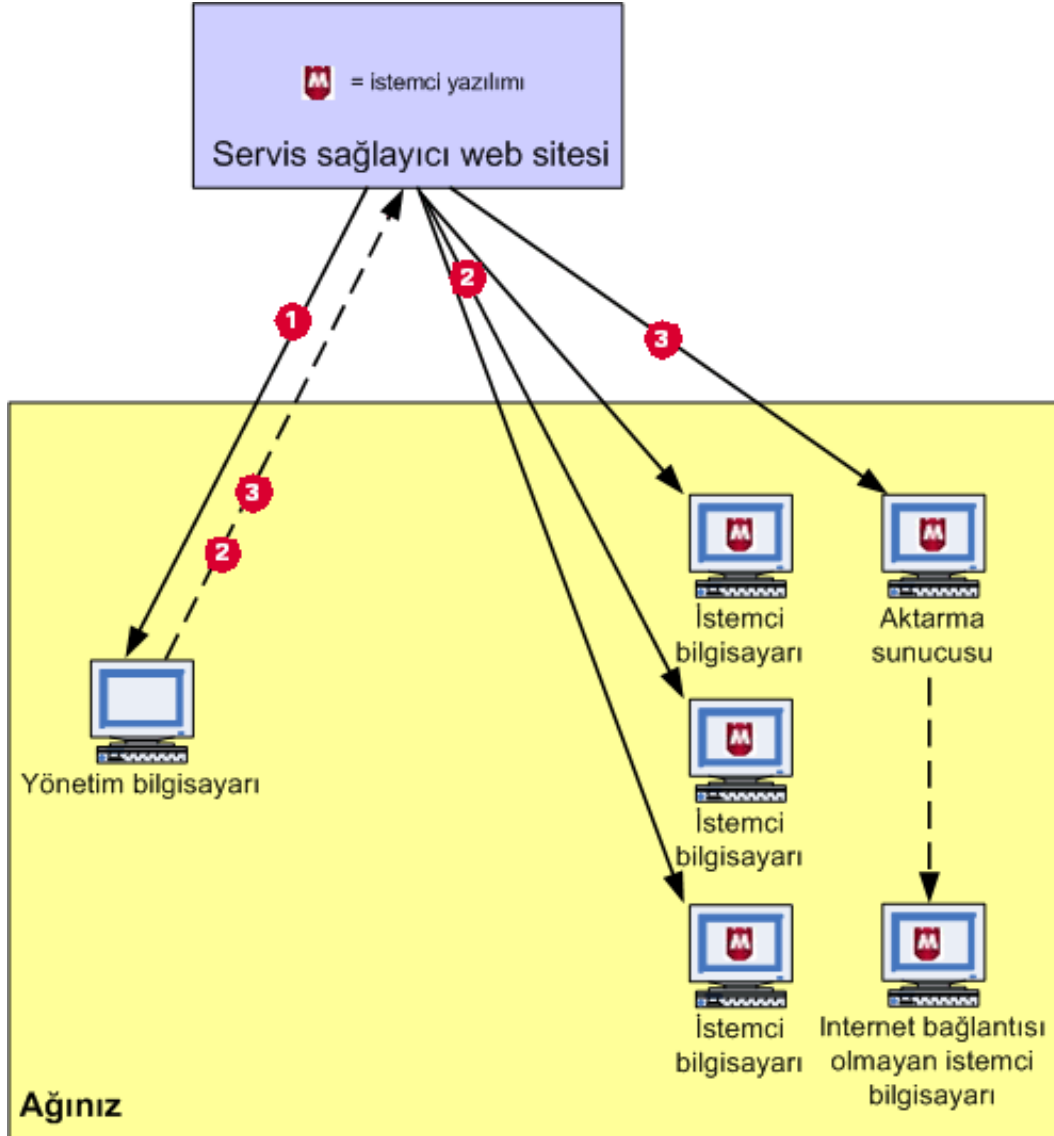 = istemci yazılımı
Servis sağlayıcı web sitesi
1
2
3
3
2
İstemci
bilgisayarı
Aktarma
sunucusu
Yönetim bilgisayarı
İstemci
bilgisayarı
İstemci
bilgisayarı
Internet bağlantısı
olmayan istemci
bilgisayarı
Ağınız